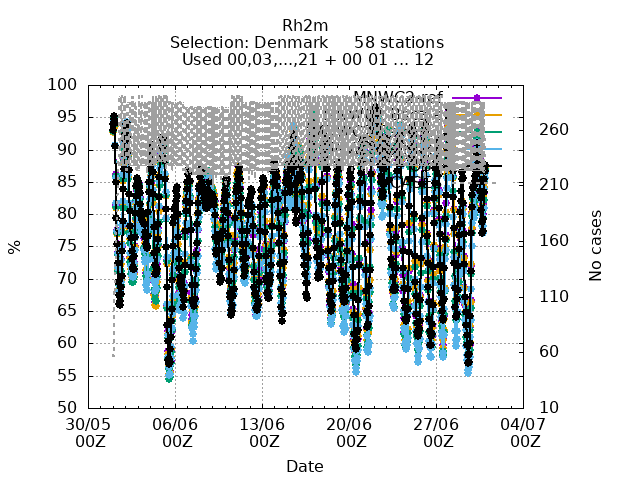 Rh2m
Selection: Denmark 58 stations
Used 00,03,...,21 + 00 01 ... 12
100
95
90
85
80
75
70
65
60
55
50
%
260
210
160
110
60
10
No cases
30/05 06/06 13/06 20/06 27/06 04/07
00Z 00Z 00Z 00Z 00Z 00Z
Date